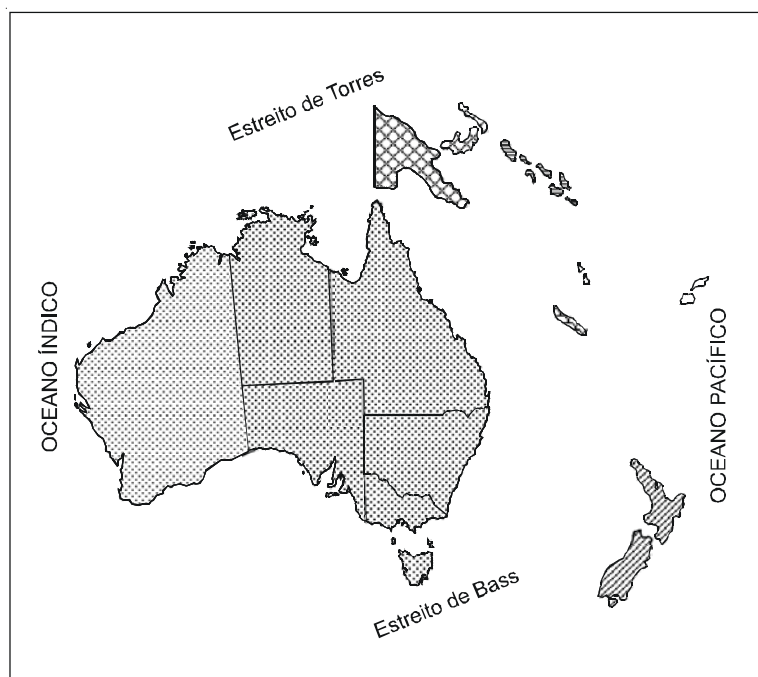 Estreito de Torres
OCEANO ÍNDICO
OCEANO PACÍFICO
Estreito de Bass